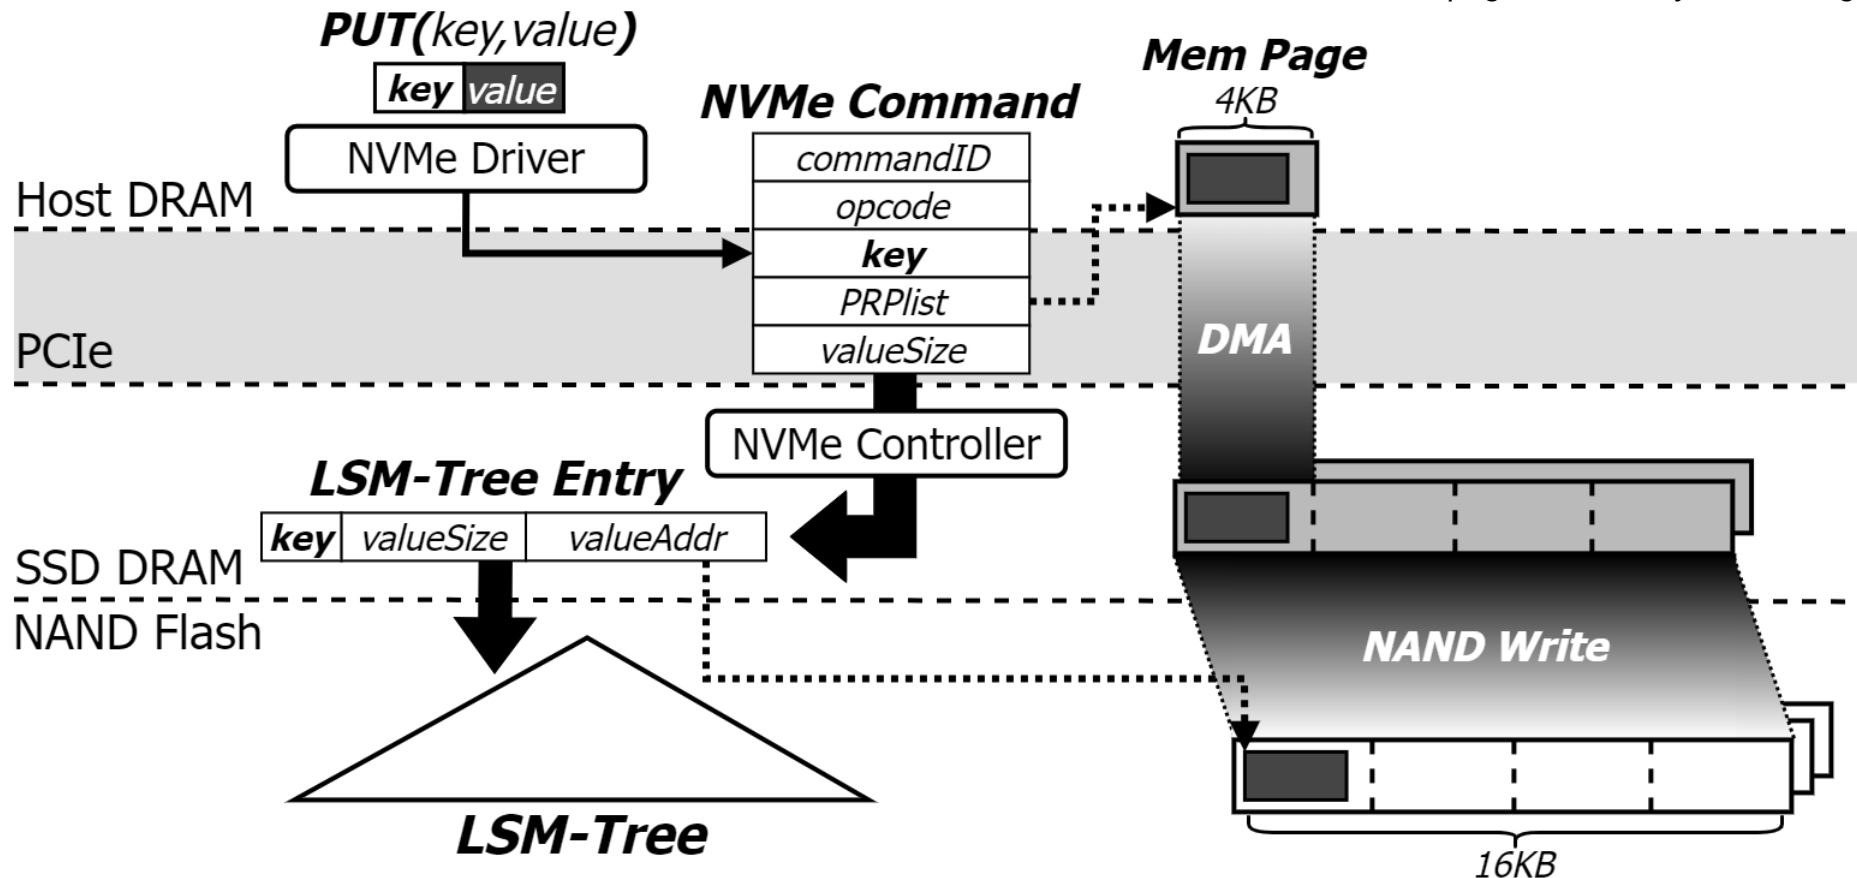 PUT(key,value)
key value
NVMe Driver
Host DRAM
PCIe
NVMe Command
commandID
opcode
key
PRPlist
valueSize
Mem Page
4KB
DMA
NVMe Controller
LSM-Tree Entry
key valueSize valueAddr
SSD DRAM
NAND Flash
NAND Write
LSM-Tree
16KB